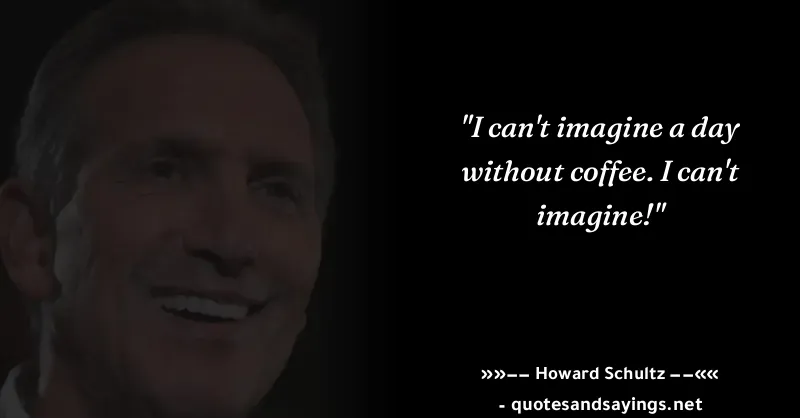 "I can't imagine a day
without coffee. I can't
imagine!"
»»—— Howard Schultz ——««
- quotesandsayings.net